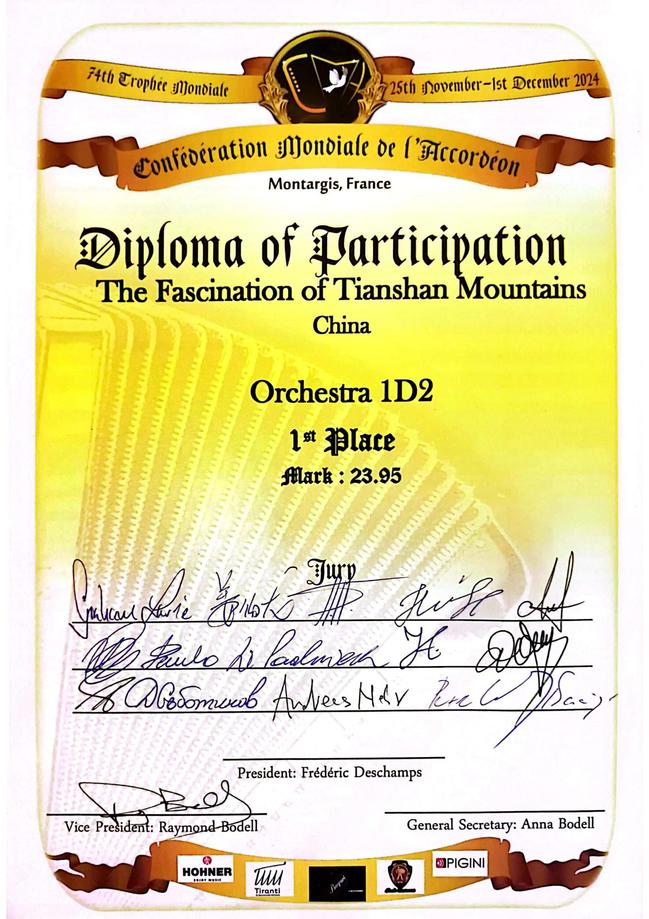 74th Trophée Mondiale
25th November-1st December 2024
Confédération Mondiale de l'Accordéon
Montargis, France
Diploma of Participation
The Fascination of Tianshan Mountains
China
Orchestra 1D2
1st Place
Mark : 23.95
Jury
President: Frédéric Deschamps
Vice President: Raymond Bodell
General Secretary: Anna Bodell
HOHNER
ENJOY MUSIC
Tiranti
PIGINI